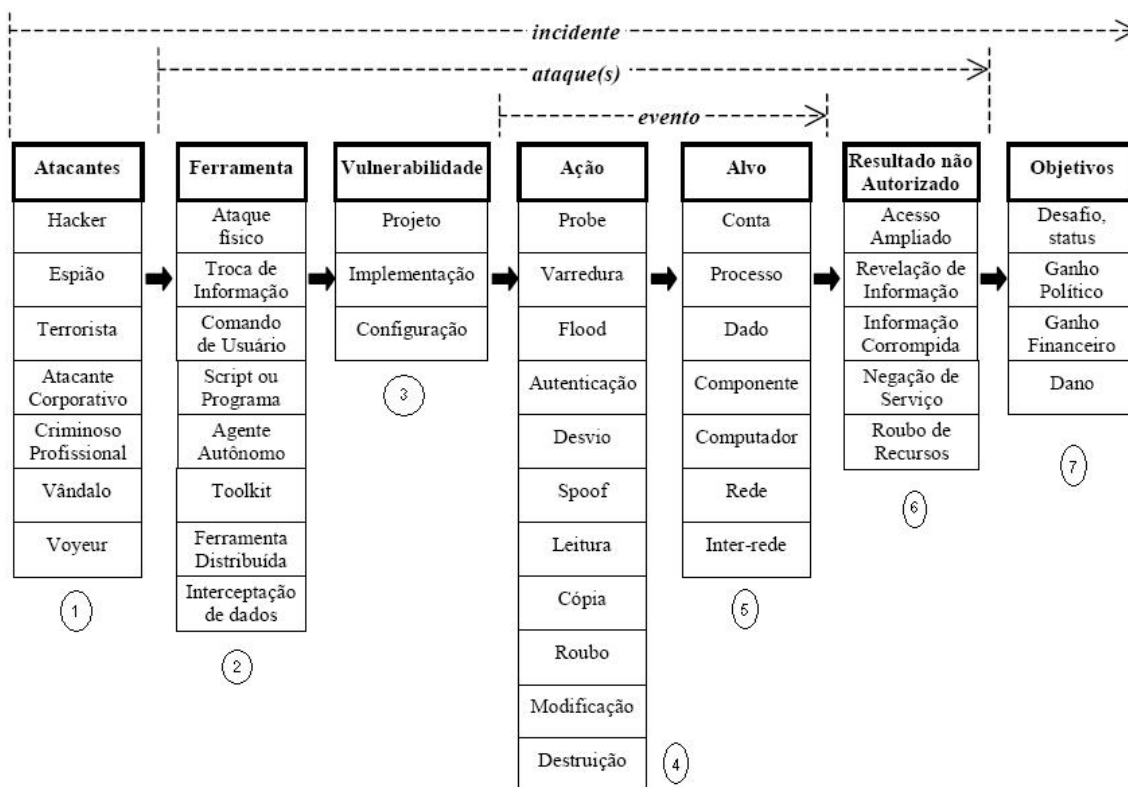 incidente
ataque(s)
evento
Atacantes
Hacker
Espião
Terrorista
Atacante
Corporativo
Criminoso
Profissional
Vândalo
Voyeur
1
Ferramenta
Ataque
físico
Troca de
Informação
Comando
de Usuário
Script ou
Programa
Agente
Autônomo
Toolkit
Ferramenta
Distribuída
Interceptação
de dados
2
Vulnerabilidade
Projeto
Implementação
Configuração
3
Ação
Probe
Varredura
Flood
Autenticação
Desvio
Spoof
Leitura
Cópia
Roubo
Modificação
Destruição
4
Alvo
Conta
Processo
Dado
Componente
Computador
Rede
Inter-rede
5
Resultado não
Autorizado
Acesso
Ampliado
Revelação de
Informação
Informação
Corrompida
Negação de
Serviço
Roubo de
Recursos
6
Objetivos
Desafio,
status
Ganho
Político
Ganho
Financeiro
Dano
7